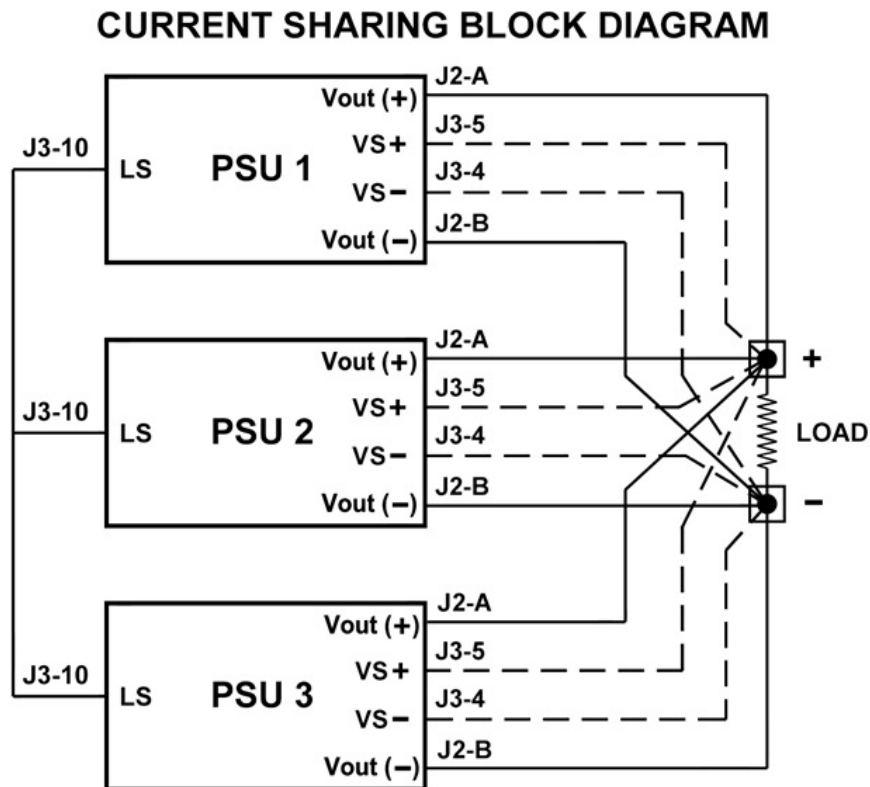 CURRENT SHARING BLOCK DIAGRAM
J2-A
Vout (+)
J3-5
VS+
J3-10
LS
PSU 1
J3-4
VS-
J2-B
Vout (-)
J2-A
Vout (+)
+
J3-5
VS+
J3-10
LS
PSU 2
LOAD
J3-4
VS-
J2-B
Vout (-)
-
J2-A
Vout (+)
J3-5
VS+
J3-10
LS
PSU 3
J3-4
VS-
J2-B
Vout (-)